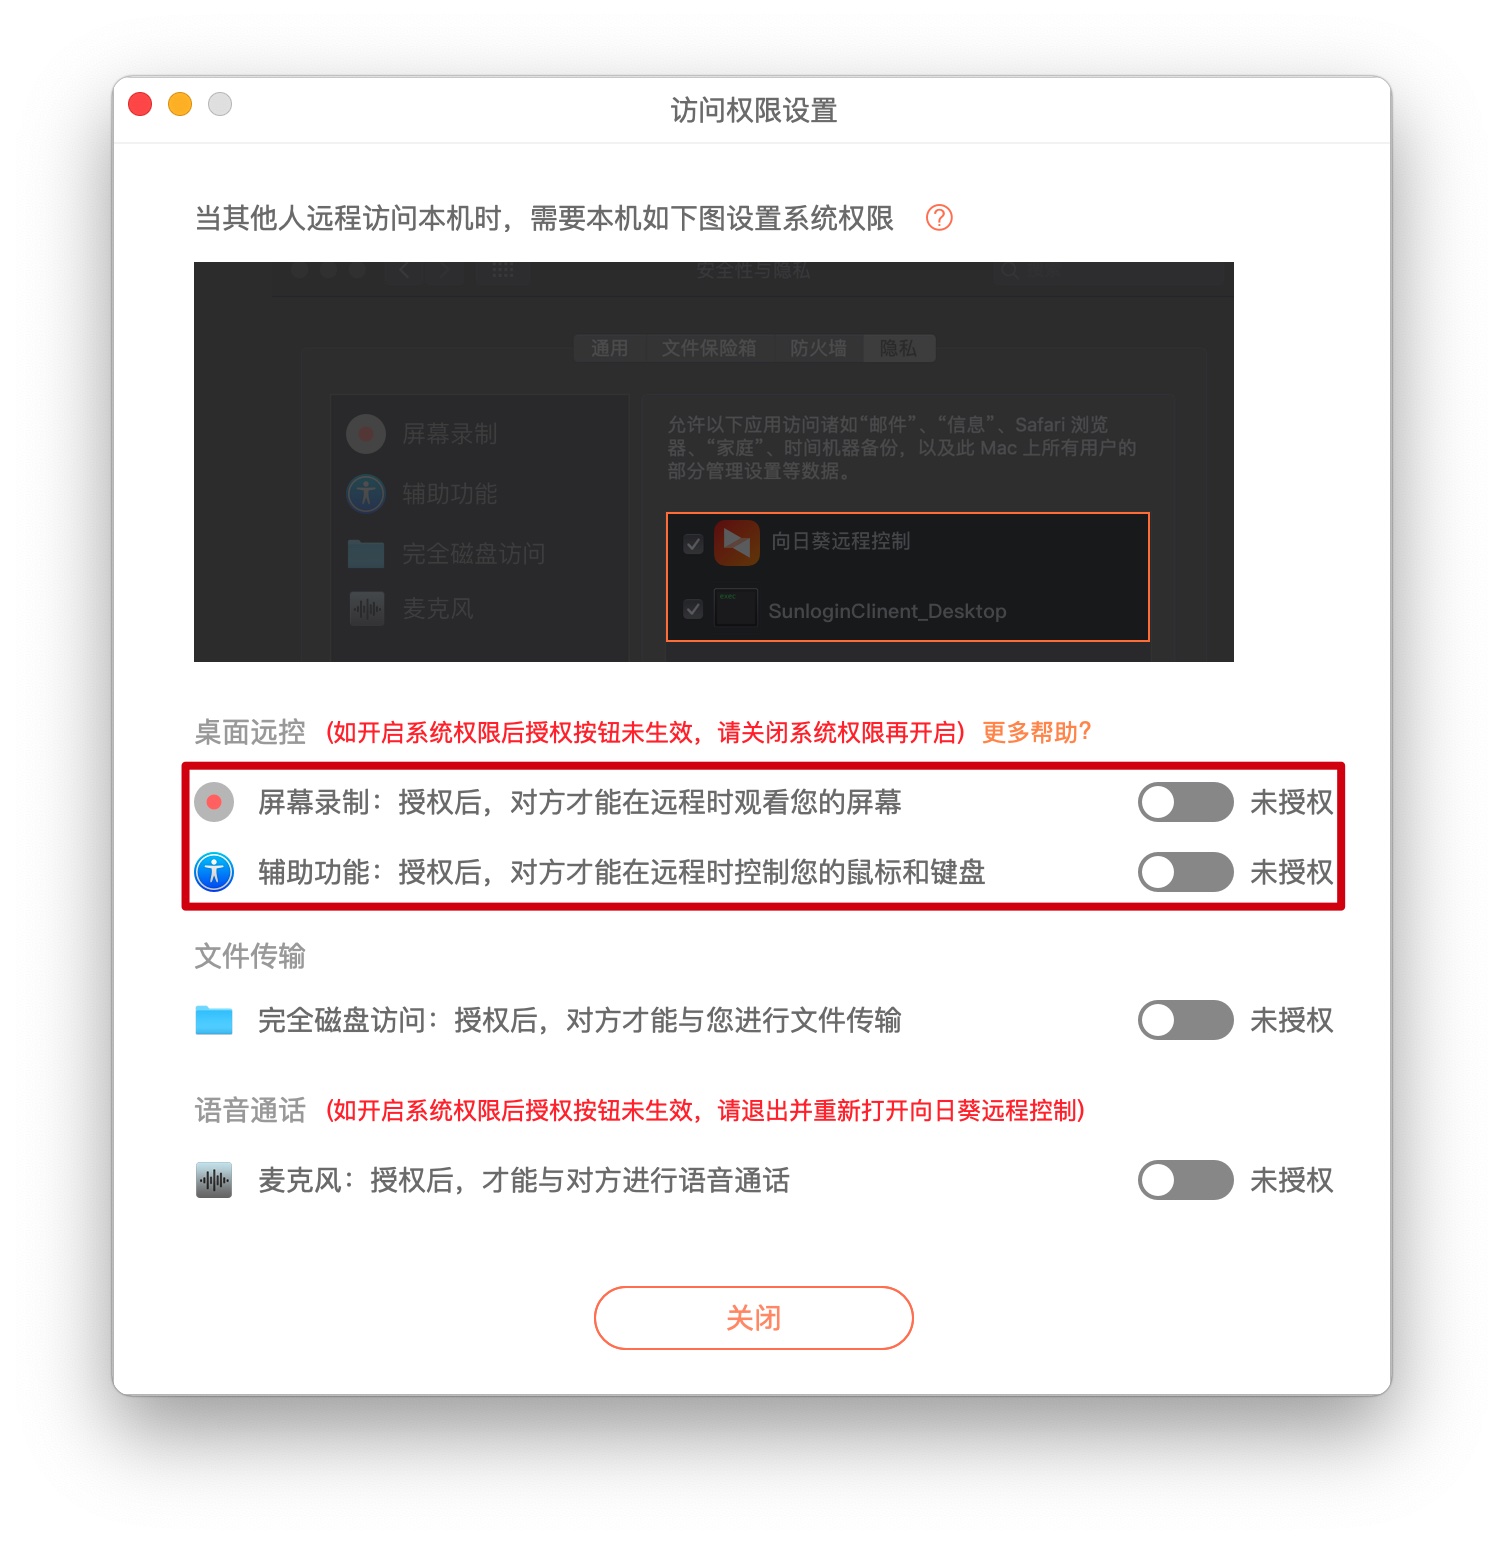 访问权限设置
当其他人远程访问本机时，需要本机如下图设置系统权限 ?
安全性与隐私
通用 文件保险箱 防火墙 隐私
屏幕录制
辅助功能
完全磁盘访问
麦克风
允许以下应用访问诸如“邮件”、“信息”、Safari 浏览
器、“家庭”、时间机器备份，以及此 Mac 上所有用户的
部分管理设置等数据。
向日葵远程控制
exec
SunloginClinent_Desktop
桌面远控 (如开启系统权限后授权按钮未生效，请关闭系统权限再开启) 更多帮助?
屏幕录制：授权后，对方才能在远程时观看您的屏幕 未授权
辅助功能：授权后，对方才能在远程时控制您的鼠标和键盘 未授权
文件传输
完全磁盘访问：授权后，对方才能与您进行文件传输 未授权
语音通话 (如开启系统权限后授权按钮未生效，请退出并重新打开向日葵远程控制)
麦克风：授权后，才能与对方进行语音通话 未授权
关闭